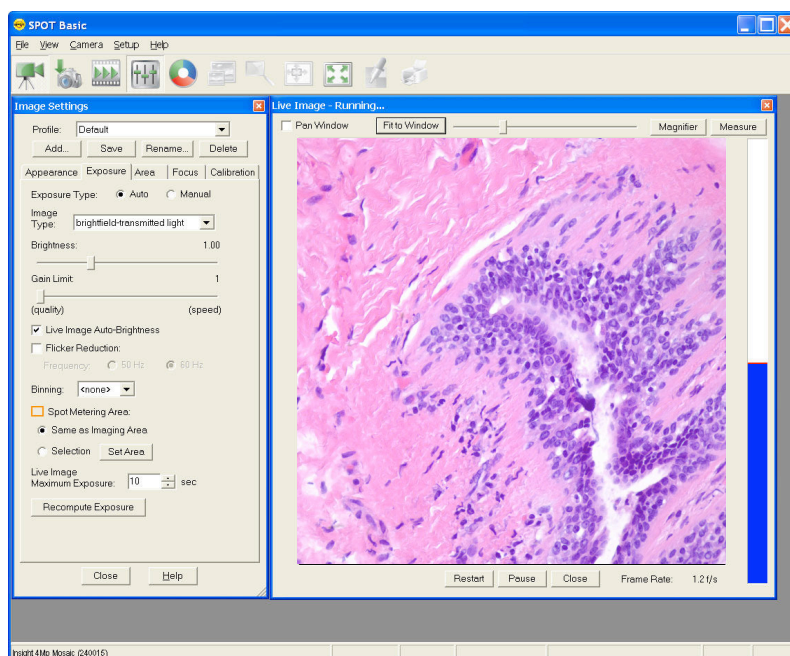 SPOT Basic
File View Camera Setup Help
Image Settings
Profile: Default
Add... Save Rename... Delete
Appearance Exposure Area Focus Calibration
Exposure Type: Auto Manual
Image Type: brightfield-transmitted light
Brightness: 1.00
Gain Limit: 1
(quality) (speed)
Live Image Auto-Brightness
Flicker Reduction:
Frequency: 50 Hz 60 Hz
Binning: <none>
Spot Metering Area:
Same as Imaging Area
Selection Set Area
Live Image
Maximum Exposure: 10 sec
Recompute Exposure
Close Help
Live Image - Running...
Pan Window Fit to Window Magnifier Measure
Restart Pause Close Frame Rate: 1.2 f/s
Insight 4Mp Mosaic (240015)